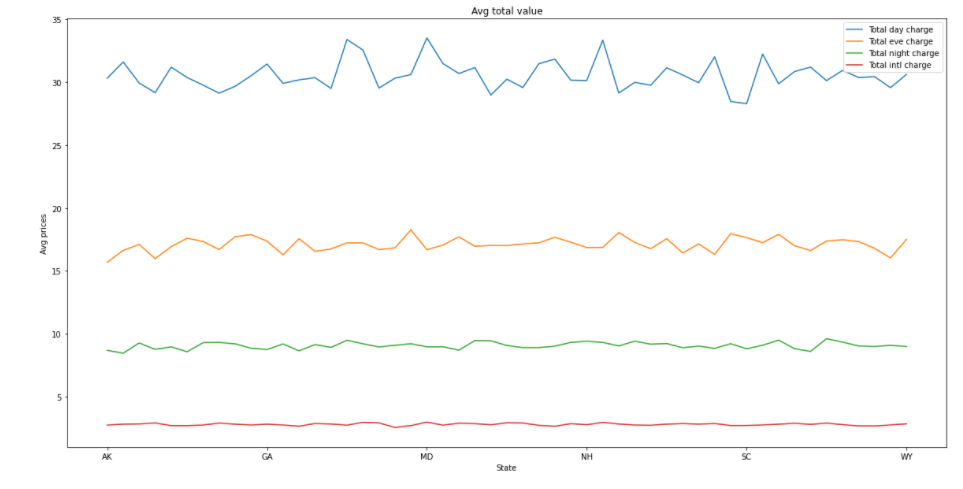 Avg total value
Total day charge
Total eve charge
Total night charge
Total intl charge
35
30
25
20
15
10
5
Avg prices
AK GA MD NH SC WY
State